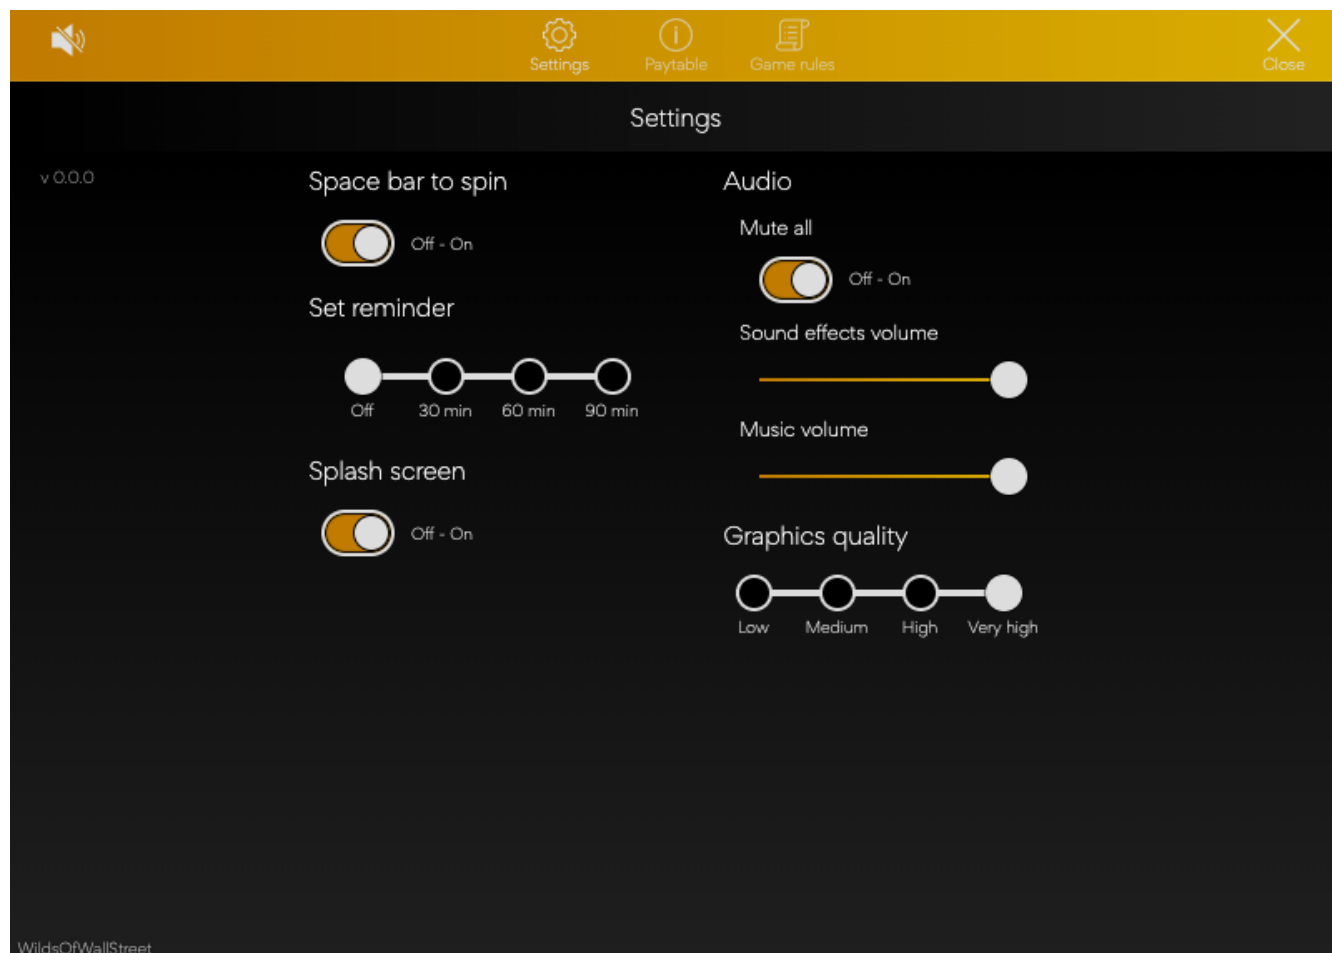 Settings
Paytable
Game rules
Close
Settings
v 0.0.0
Space bar to spin
Off - On
Set reminder
Off
30 min
60 min
90 min
Splash screen
Off - On
Audio
Mute all
Off - On
Sound effects volume
Music volume
Graphics quality
Low
Medium
High
Very high
WildsOfWallStreet